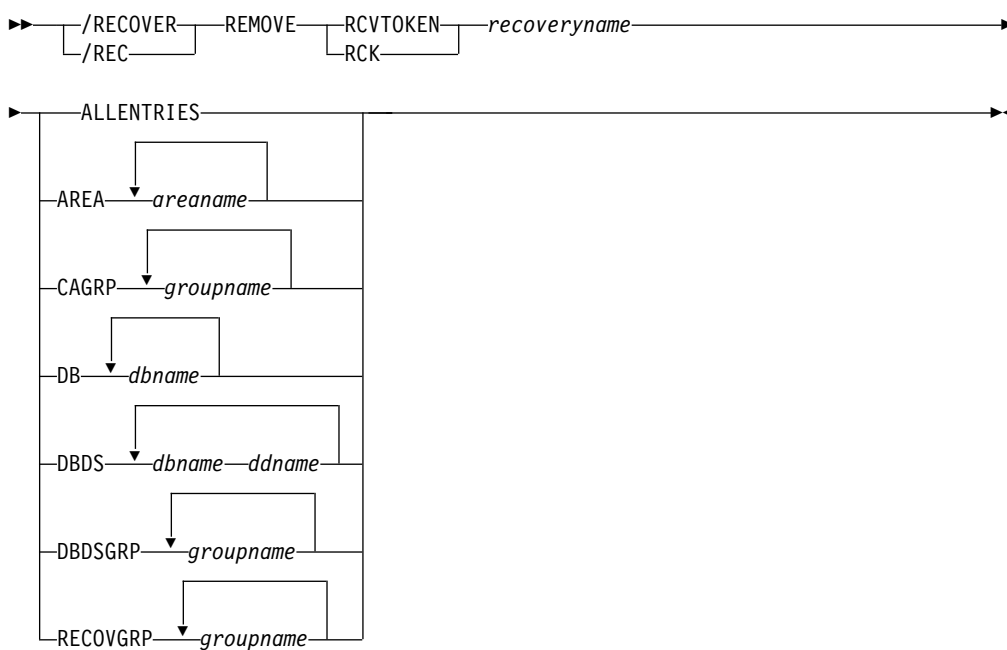 /RECOVER REMOVE RCVTOKEN recoveryname
/REC RCK
ALLENTRIES
AREA areaname
CAGRP groupname
DB dbname
DBDS dbname ddname
DBDSGRP groupname
RECOVGRP groupname